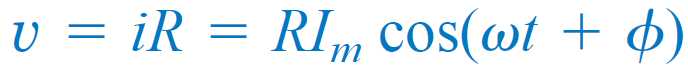 v = iR = RI_m cos(ωt + ϕ)